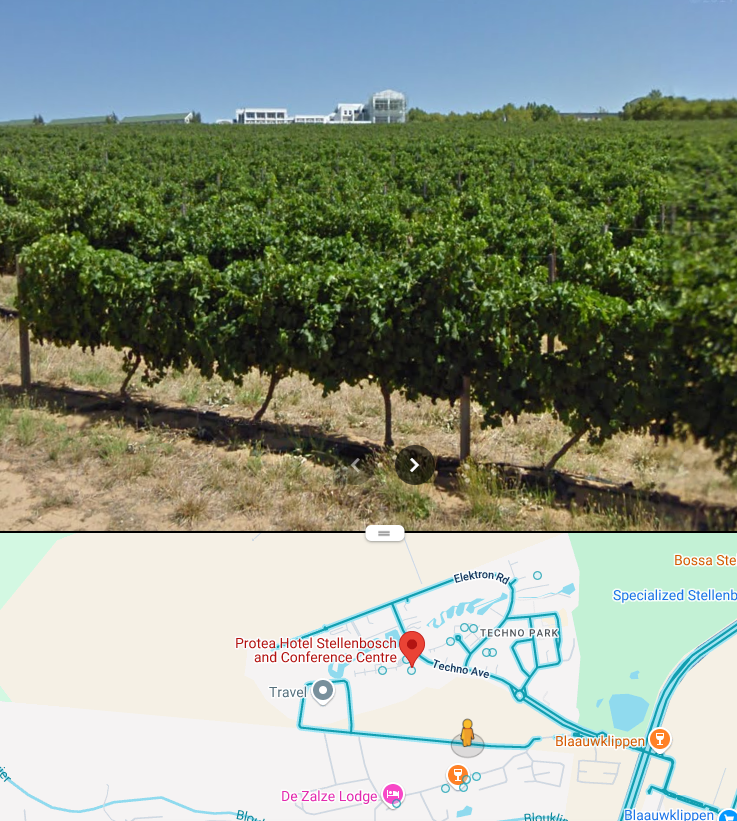 Elektron Rd
Bossa Ste
Specialized Stellenb
TECHNO PARK
Protea Hotel Stellenbosch
and Conference Centre
Techno Ave
Travel
Blaauwklippen
De Zalze Lodge
Blouklip
Blaauwklippen